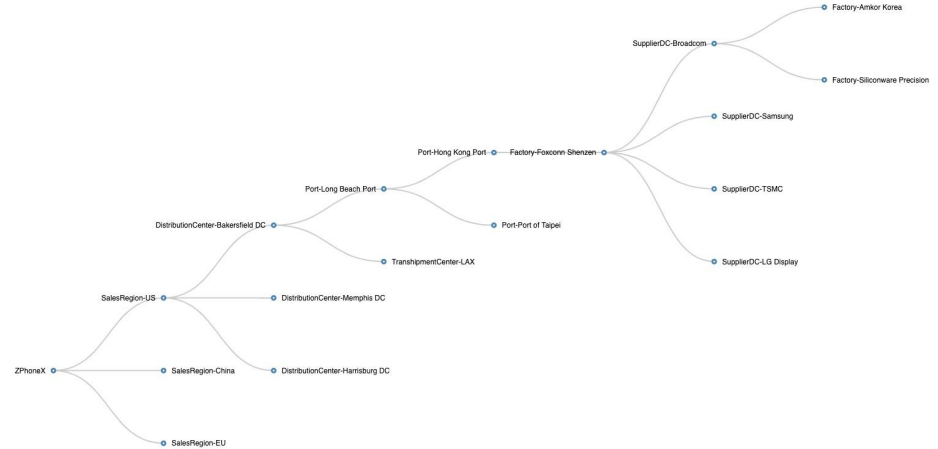 Factory-Amkor Korea
SupplierDC-Broadcom
Factory-Siliconware Precision
SupplierDC-Samsung
Port-Hong Kong Port
Factory-Foxconn Shenzen
Port-Long Beach Port
SupplierDC-TSMC
DistributionCenter-Bakersfield DC
Port-Port of Taipei
TranshipmentCenter-LAX
SupplierDC-LG Display
SalesRegion-US
DistributionCenter-Memphis DC
ZPhoneX
SalesRegion-China
DistributionCenter-Harrisburg DC
SalesRegion-EU